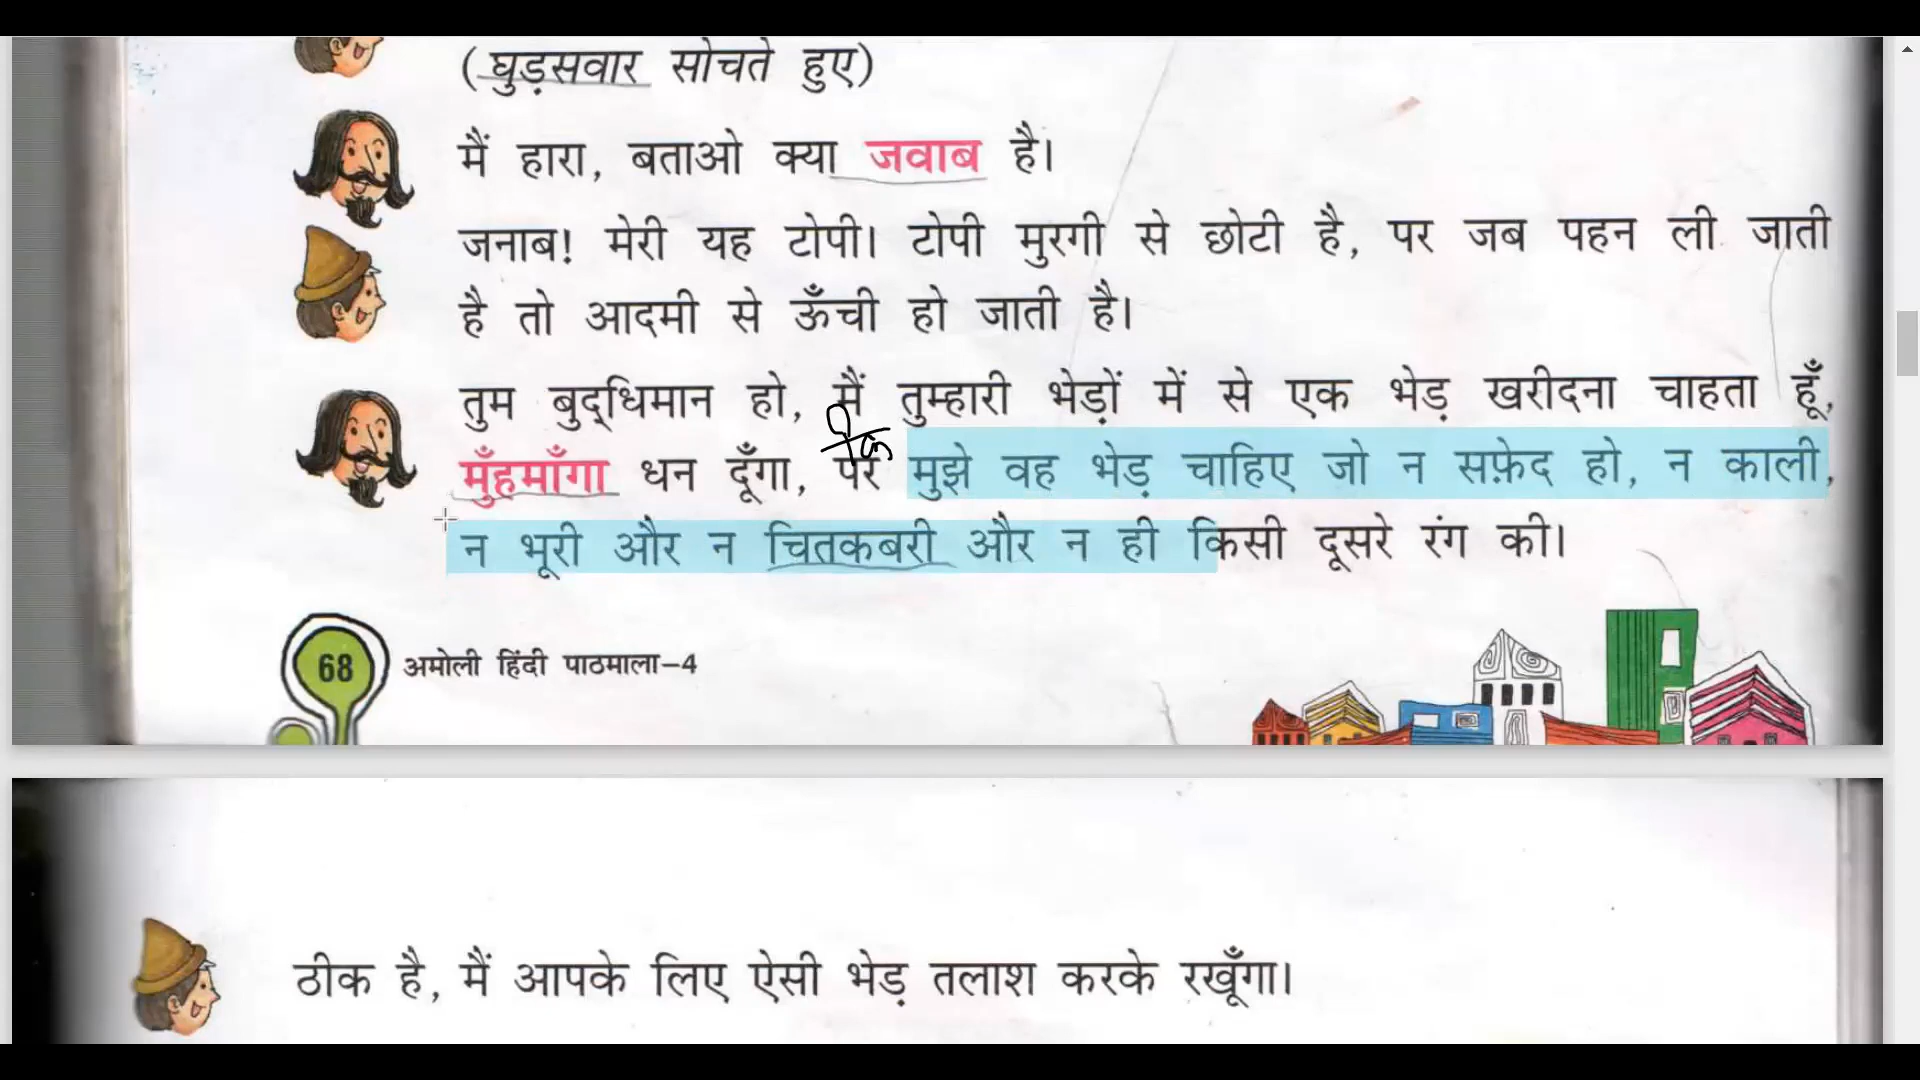 (घुड़सवार सोचते हुए)
मैं हारा, बताओ क्या जवाब है।
जनाब! मेरी यह टोपी। टोपी मुरगी से छोटी है, पर जब पहन ली जाती
है तो आदमी से ऊँची हो जाती है।
तुम बुद्‌धिमान हो, मैं तुम्हारी भेड़ों में से एक भेड़ खरीदना चाहता हूँ,
मुँहमाँगा धन दूँगा, पर मुझे वह भेड़ चाहिए जो न सफ़ेद हो, न काली,
न भूरी और न चितकबरी और न ही किसी दूसरे रंग की।
68 अमोली हिंदी पाठमाला–4
ठीक है, मैं आपके लिए ऐसी भेड़ तलाश करके रखूँगा।